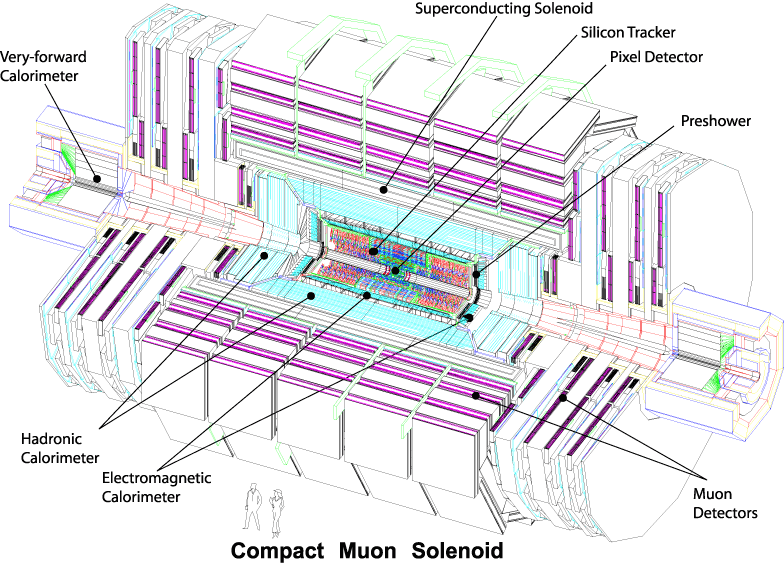 Superconducting Solenoid
Silicon Tracker
Pixel Detector
Very-forward
Calorimeter
Preshower
Hadronic
Calorimeter
Electromagnetic
Calorimeter
Muon
Detectors
Compact Muon Solenoid